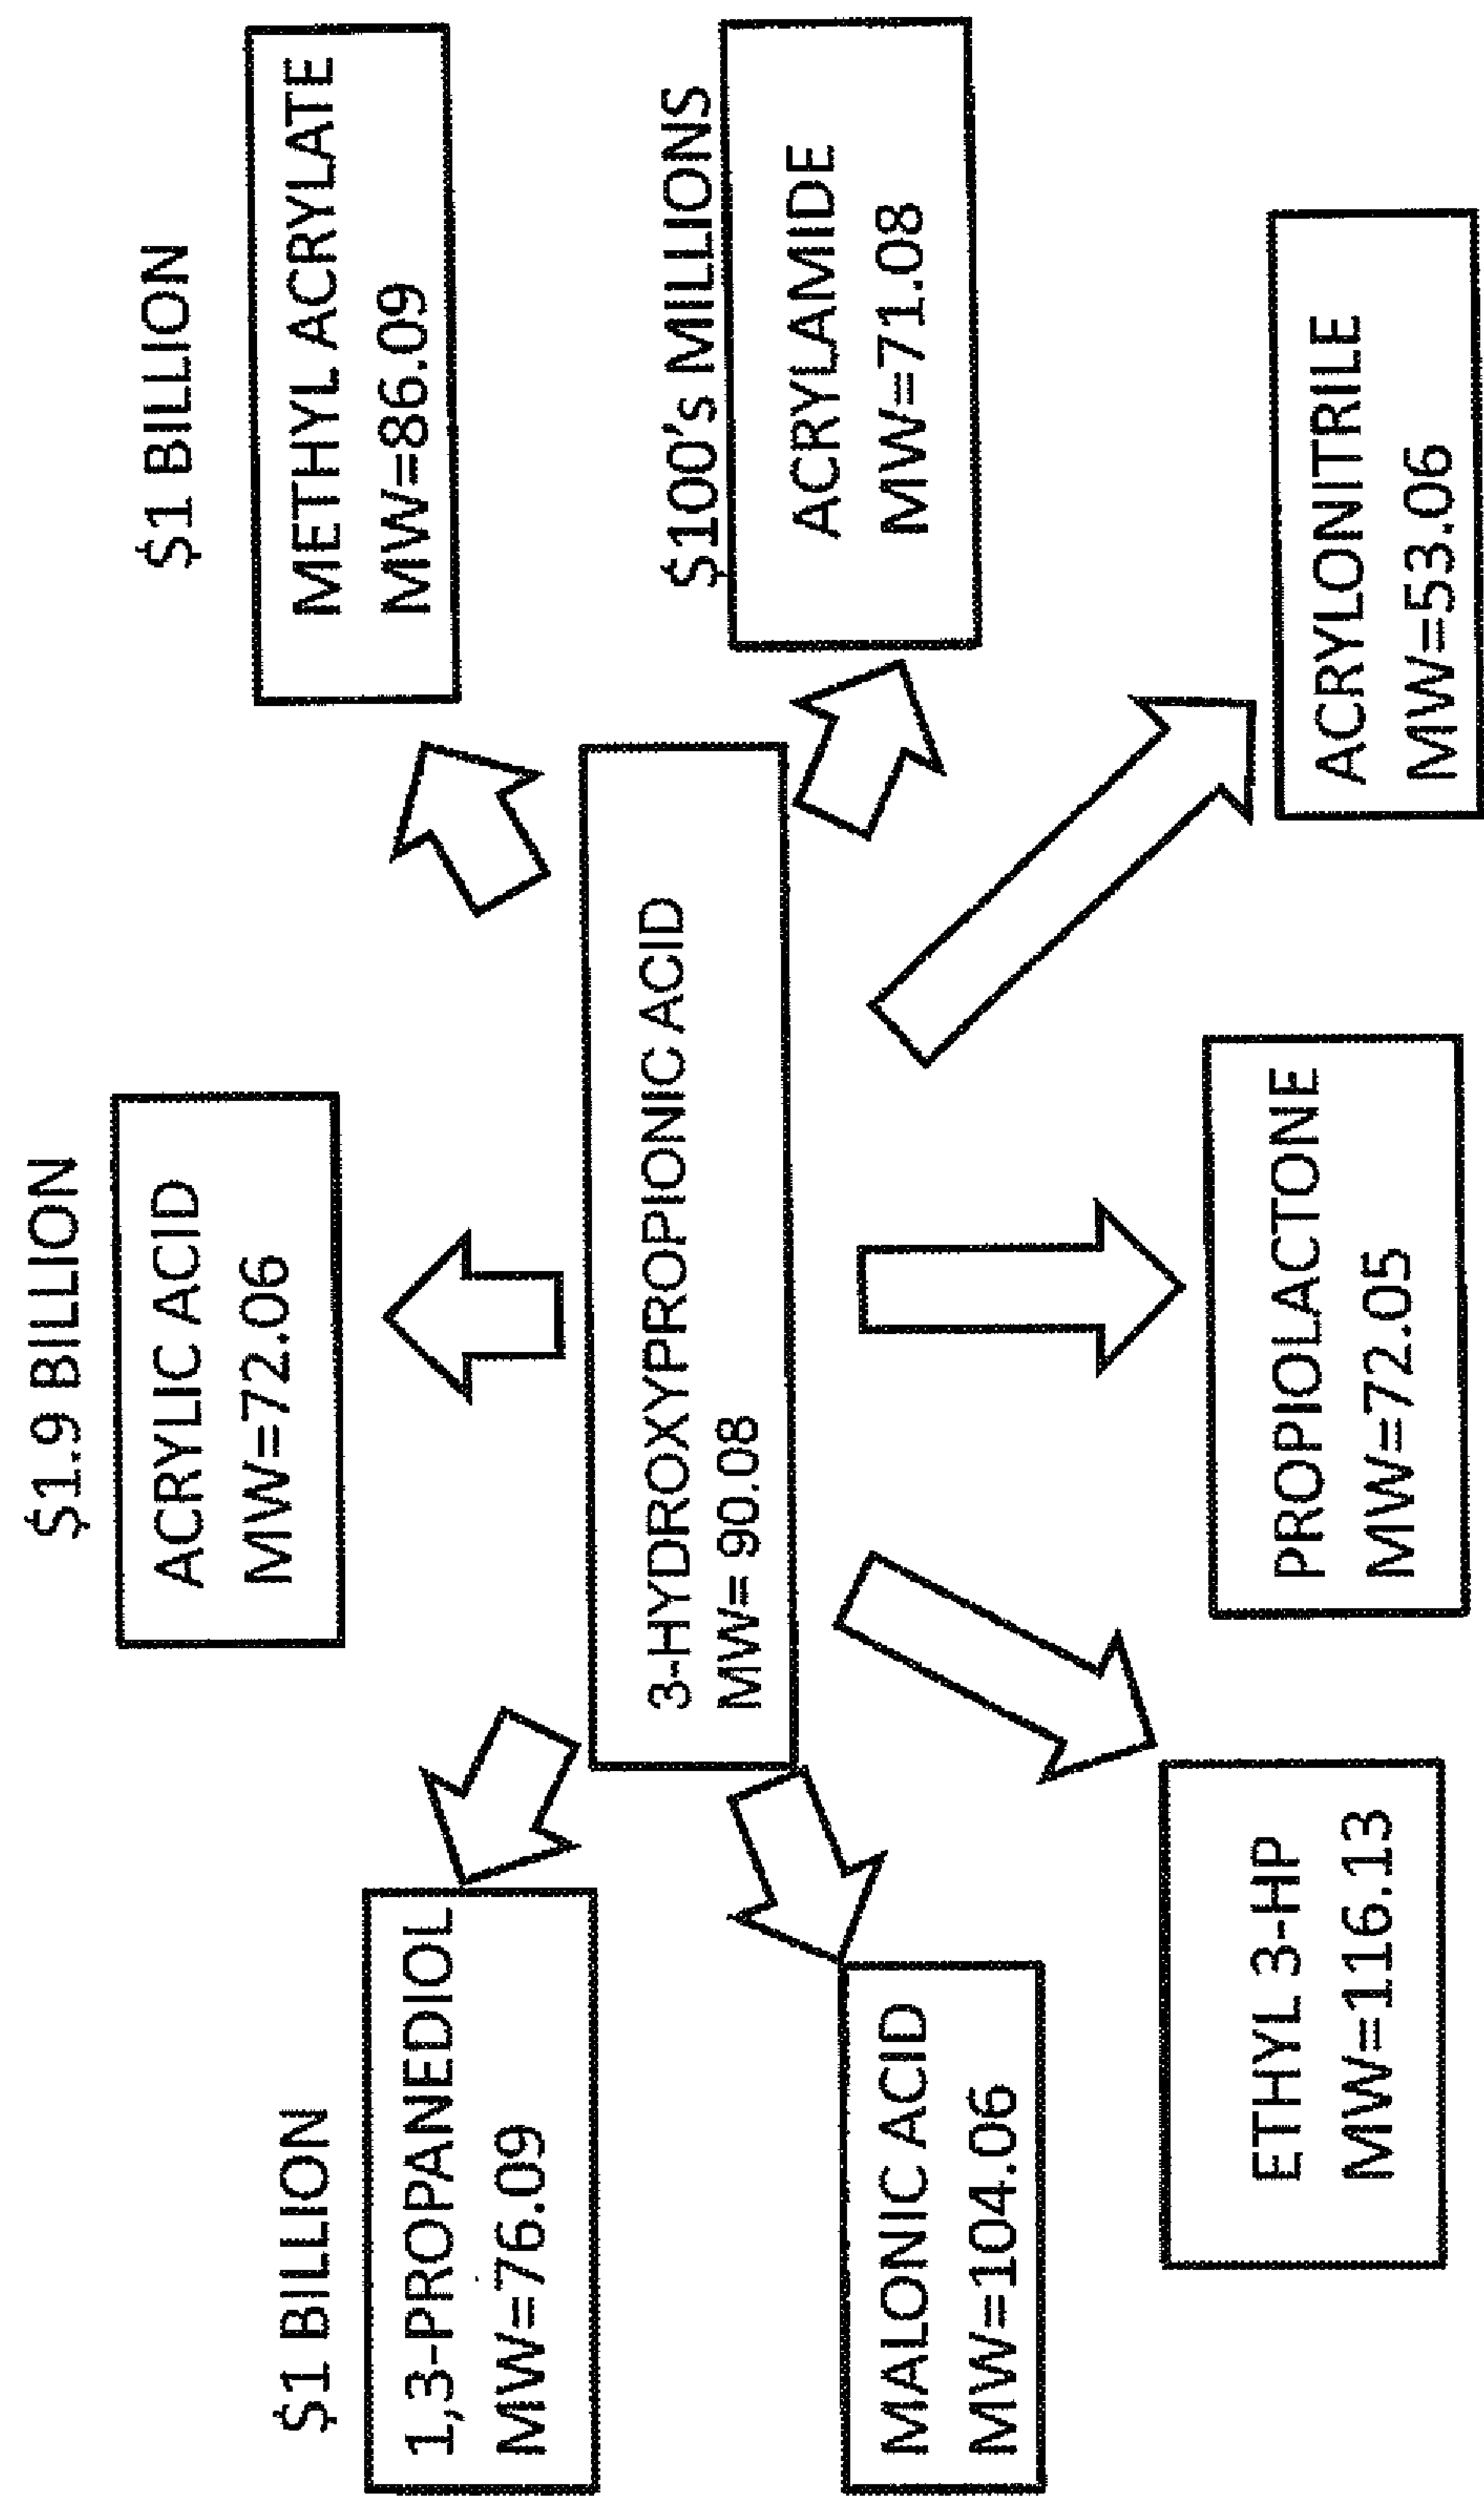 $1.9 BILLION
ACRYLIC ACID
MW=72.06
$1 BILLION
METHYL ACRYLATE
MW=86.09
$1 BILLION
1,3-PROPANEDIOL
MW=76.09
3-HYDROXYPROPIONIC ACID
MW= 90.08
$100's MILLIONS
ACRYLAMIDE
MW=71.08
MALONIC ACID
MW=104.06
ETHYL 3-HP
MW=116.13
PROPIOLACTONE
MW=72.05
ACRYLONITRILE
MW=53.06